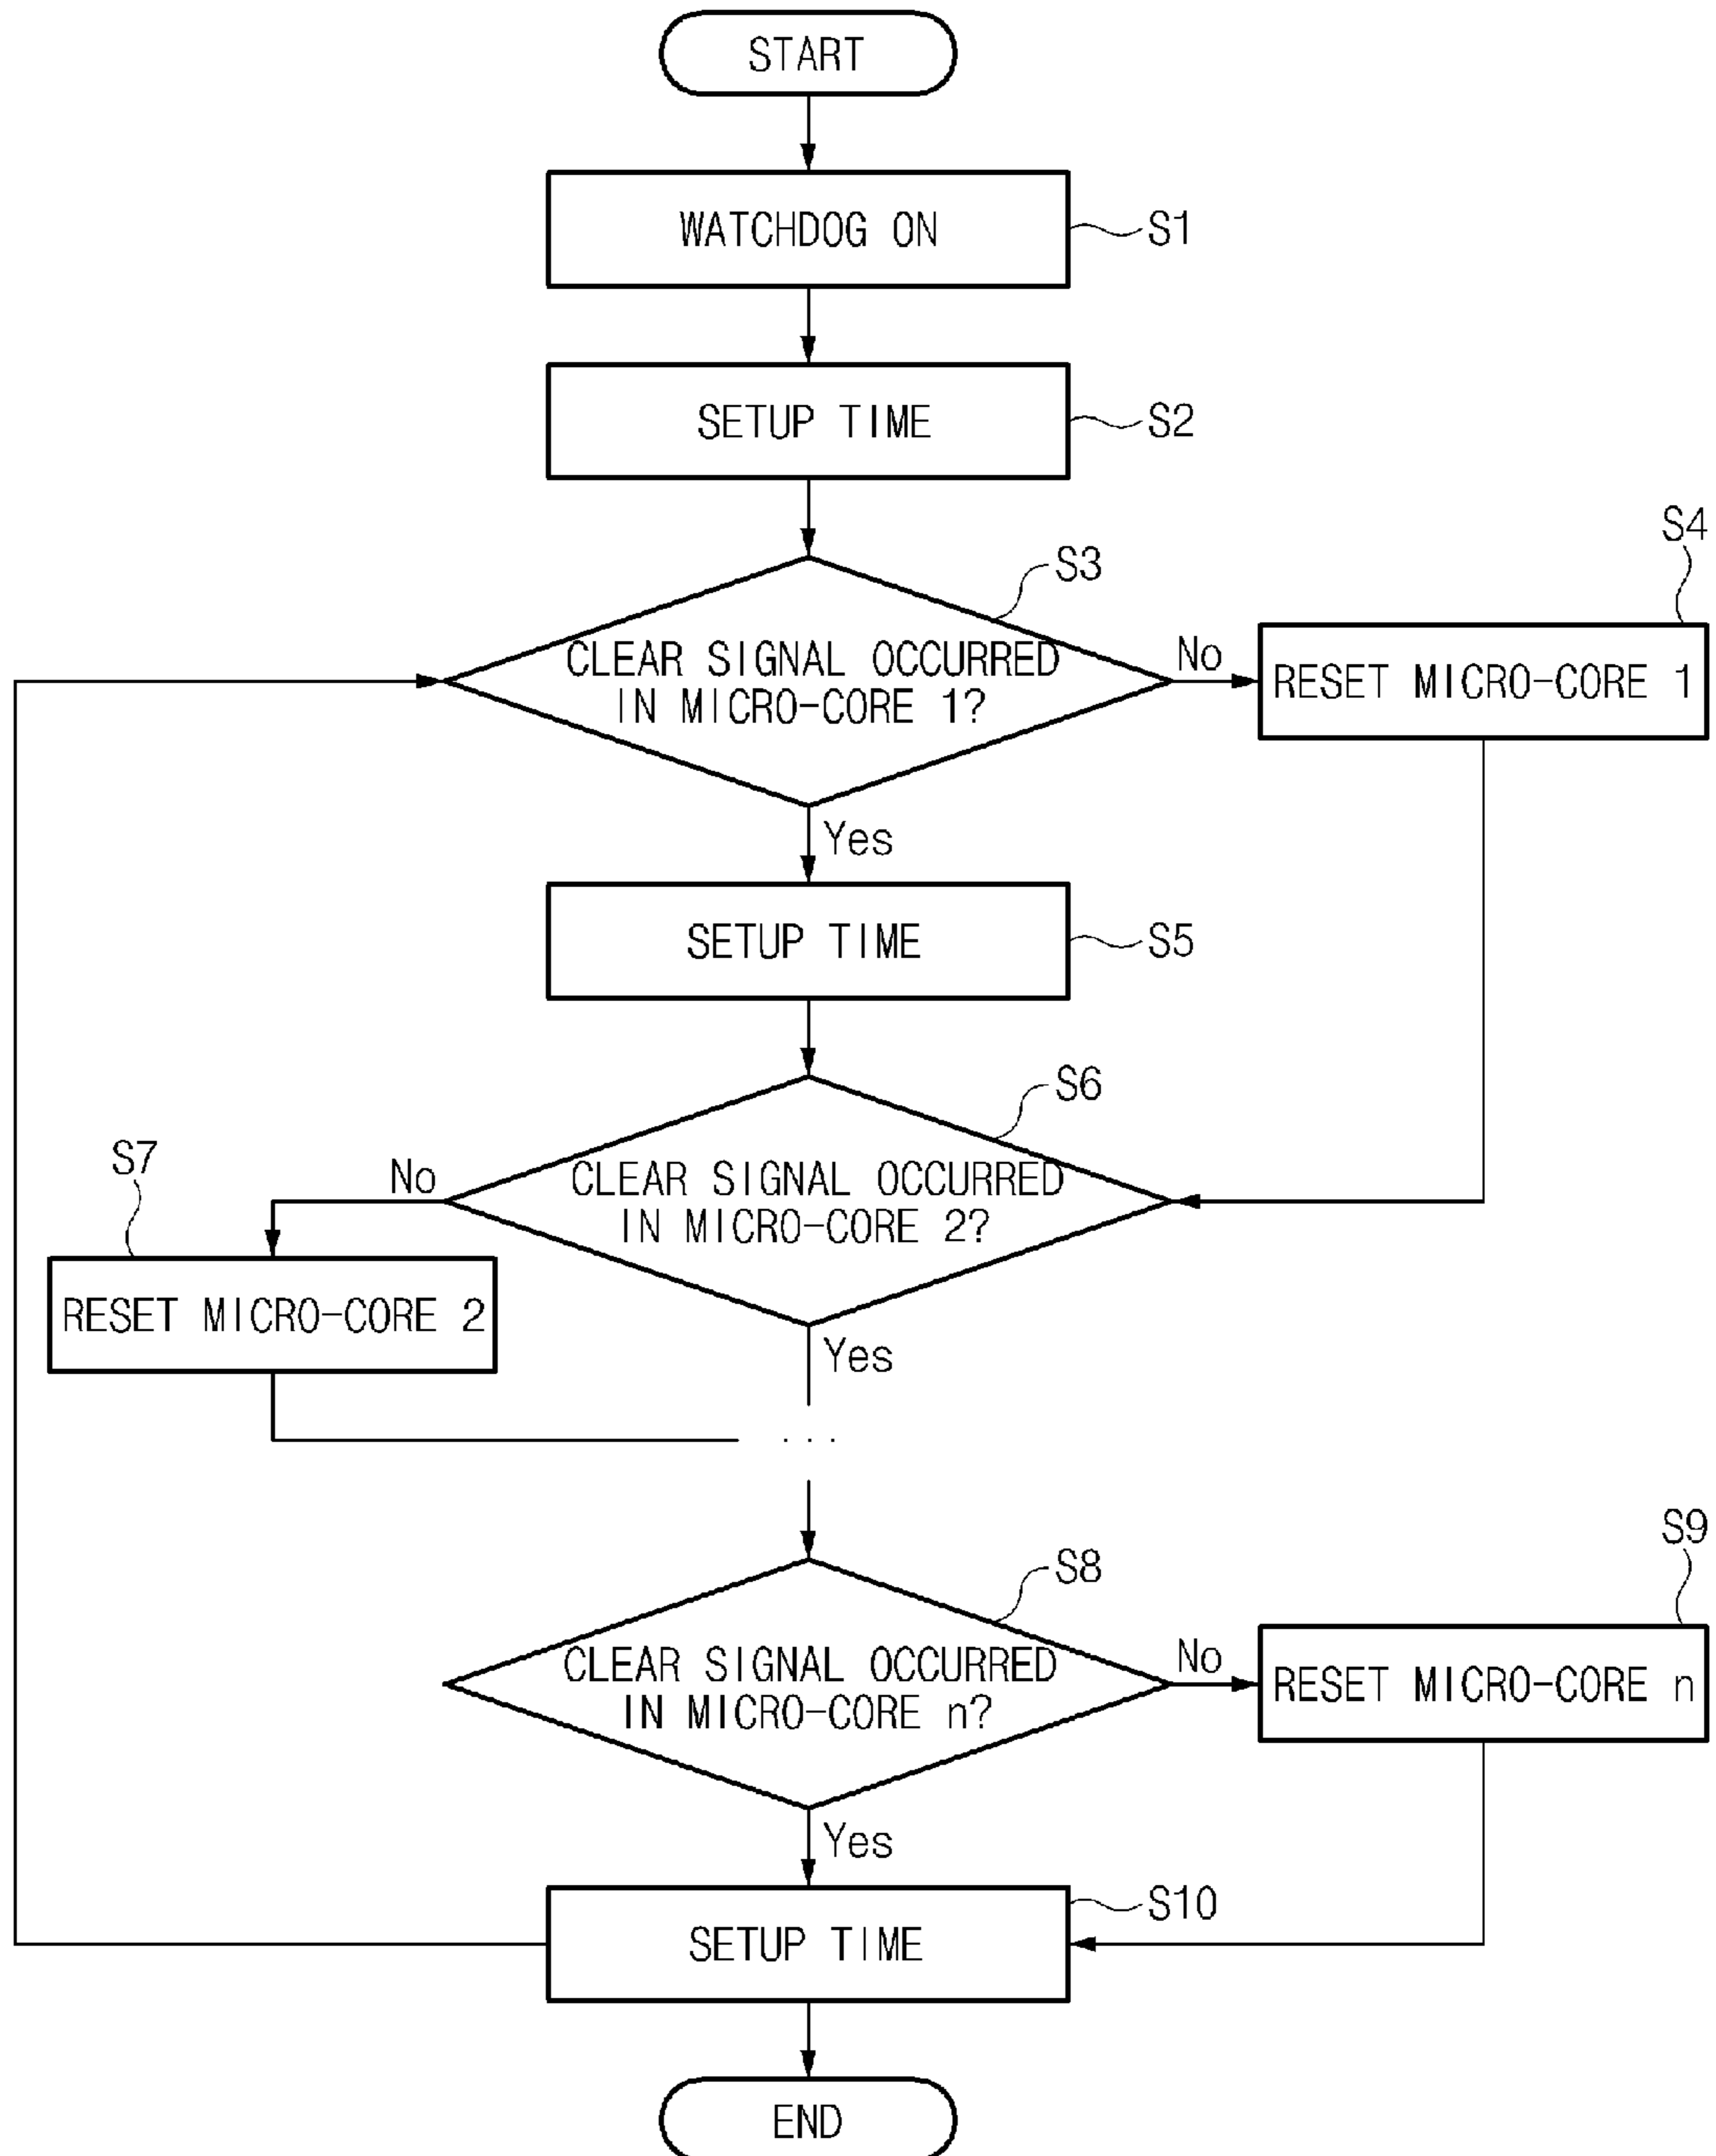 START
WATCHDOG ON
S1
SETUP TIME
S2
S3
S4
CLEAR SIGNAL OCCURRED
IN MICRO-CORE 1?
No
RESET MICRO-CORE 1
Yes
SETUP TIME
S5
S6
S7
No
CLEAR SIGNAL OCCURRED
IN MICRO-CORE 2?
RESET MICRO-CORE 2
Yes
...
S8
S9
CLEAR SIGNAL OCCURRED
IN MICRO-CORE n?
No
RESET MICRO-CORE n
Yes
S10
SETUP TIME
END